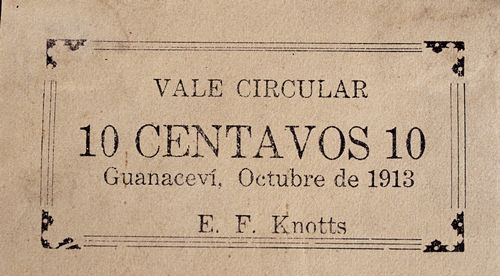 VALE CIRCULAR
10 CENTAVOS 10
Guanaceví, Octubre de 1913
E. F. Knotts